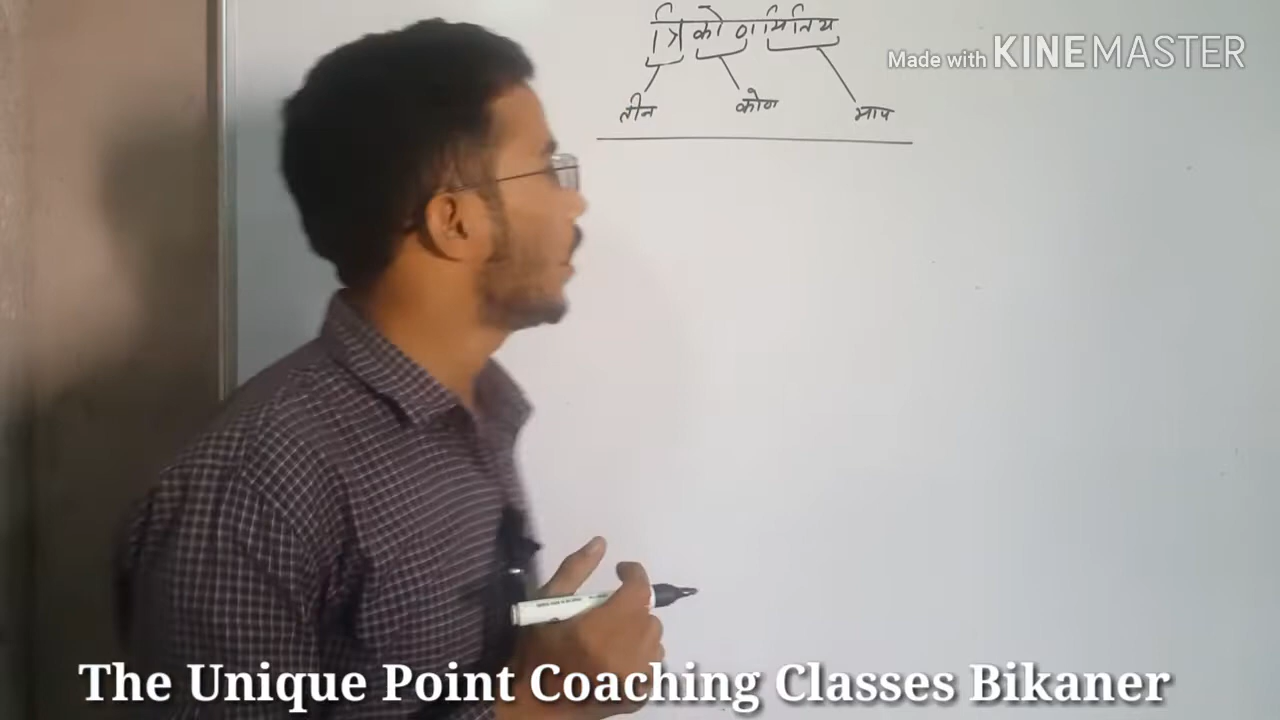 त्रिकोणमितिय
Made with KINEMASTER
तीन कोण माप
The Unique Point Coaching Classes Bikaner